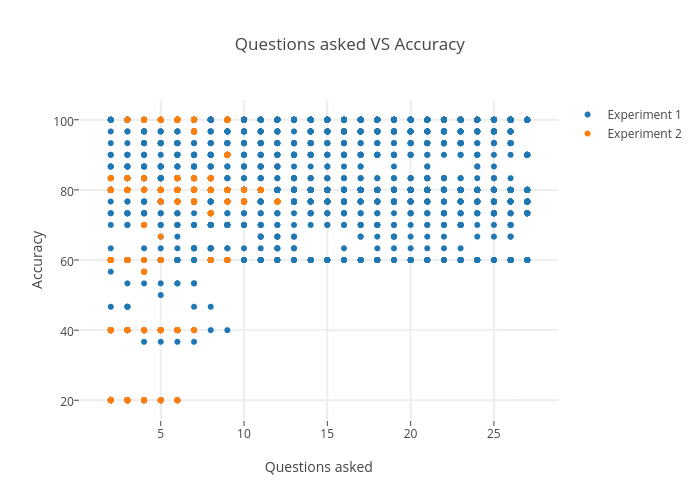 Questions asked VS Accuracy
Experiment 1
Experiment 2
100
80
60
40
20
Accuracy
5
10
15
20
25
Questions asked